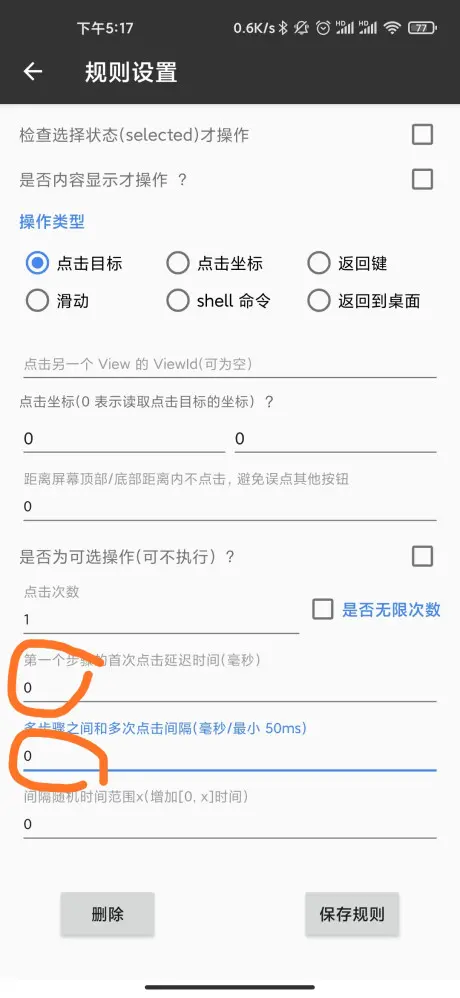 下午5:17 0.6K/s HD HD 77
规则设置
检查选择状态(selected)才操作
是否内容显示才操作 ?
操作类型
点击目标 点击坐标 返回键
滑动 shell 命令 返回到桌面
点击另一个 View 的 ViewId(可为空)
点击坐标(0 表示读取点击目标的坐标) ?
0 0
距离屏幕顶部/底部距离内不点击, 避免误点其他按钮
0
是否为可选操作(可不执行) ?
点击次数
1 是否无限次数
第一个步骤的首次点击延迟时间(毫秒)
0
多步骤之间和多次点击间隔(毫秒/最小 50ms)
0
间隔随机时间范围x(增加[0, x]时间)
0
删除 保存规则